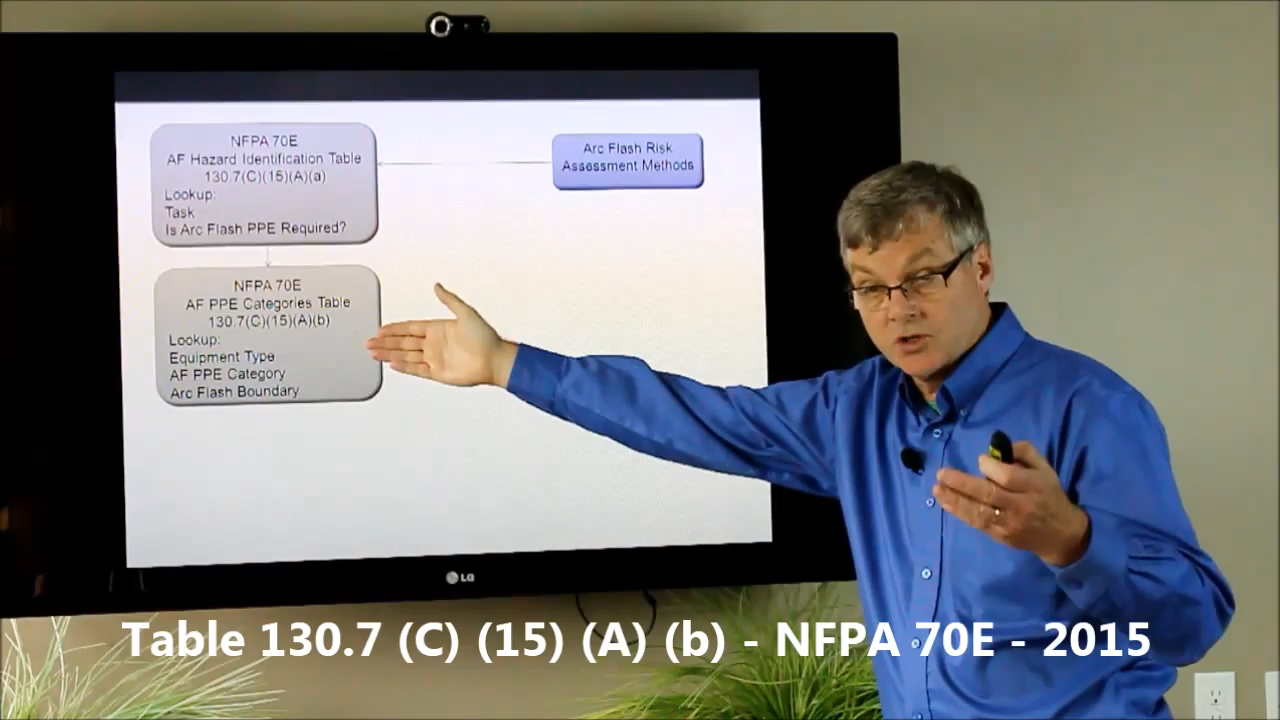 NFPA 70E
AF Hazard Identification Table
130.7(C)(15)(A)(a)
Lookup:
Task
Is Arc Flash PPE Required?
Arc Flash Risk
Assessment Methods
NFPA 70E
AF PPE Categories Table
130.7(C)(15)(A)(b)
Lookup:
Equipment Type
AF PPE Category
Arc Flash Boundary
LG
Table 130.7 (C) (15) (A) (b) - NFPA 70E - 2015